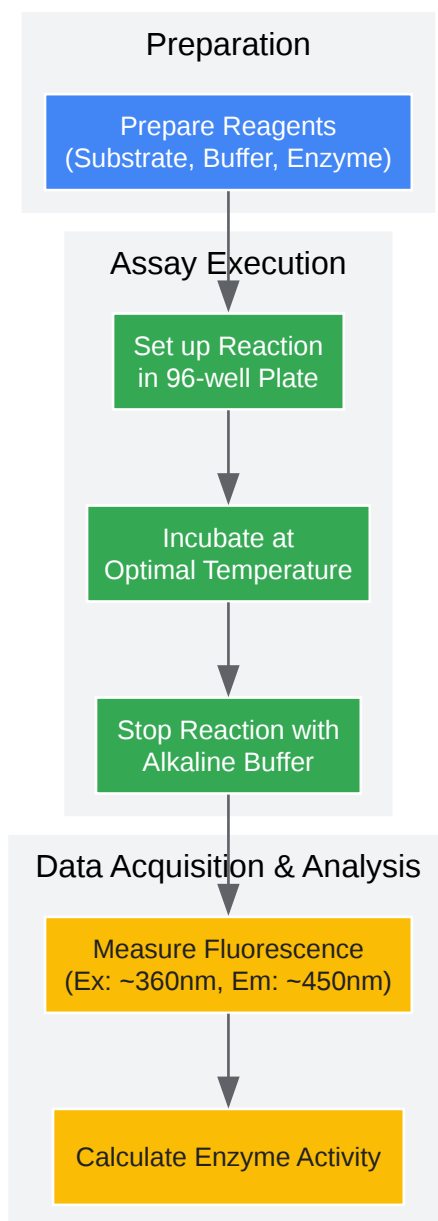 Preparation
Prepare Reagents
(Substrate, Buffer, Enzyme)
Assay Execution
Set up Reaction
in 96-well Plate
Incubate at
Optimal Temperature
Stop Reaction with
Alkaline Buffer
Data Acquisition & Analysis
Measure Fluorescence
(Ex: ~360nm, Em: ~450nm)
Calculate Enzyme Activity